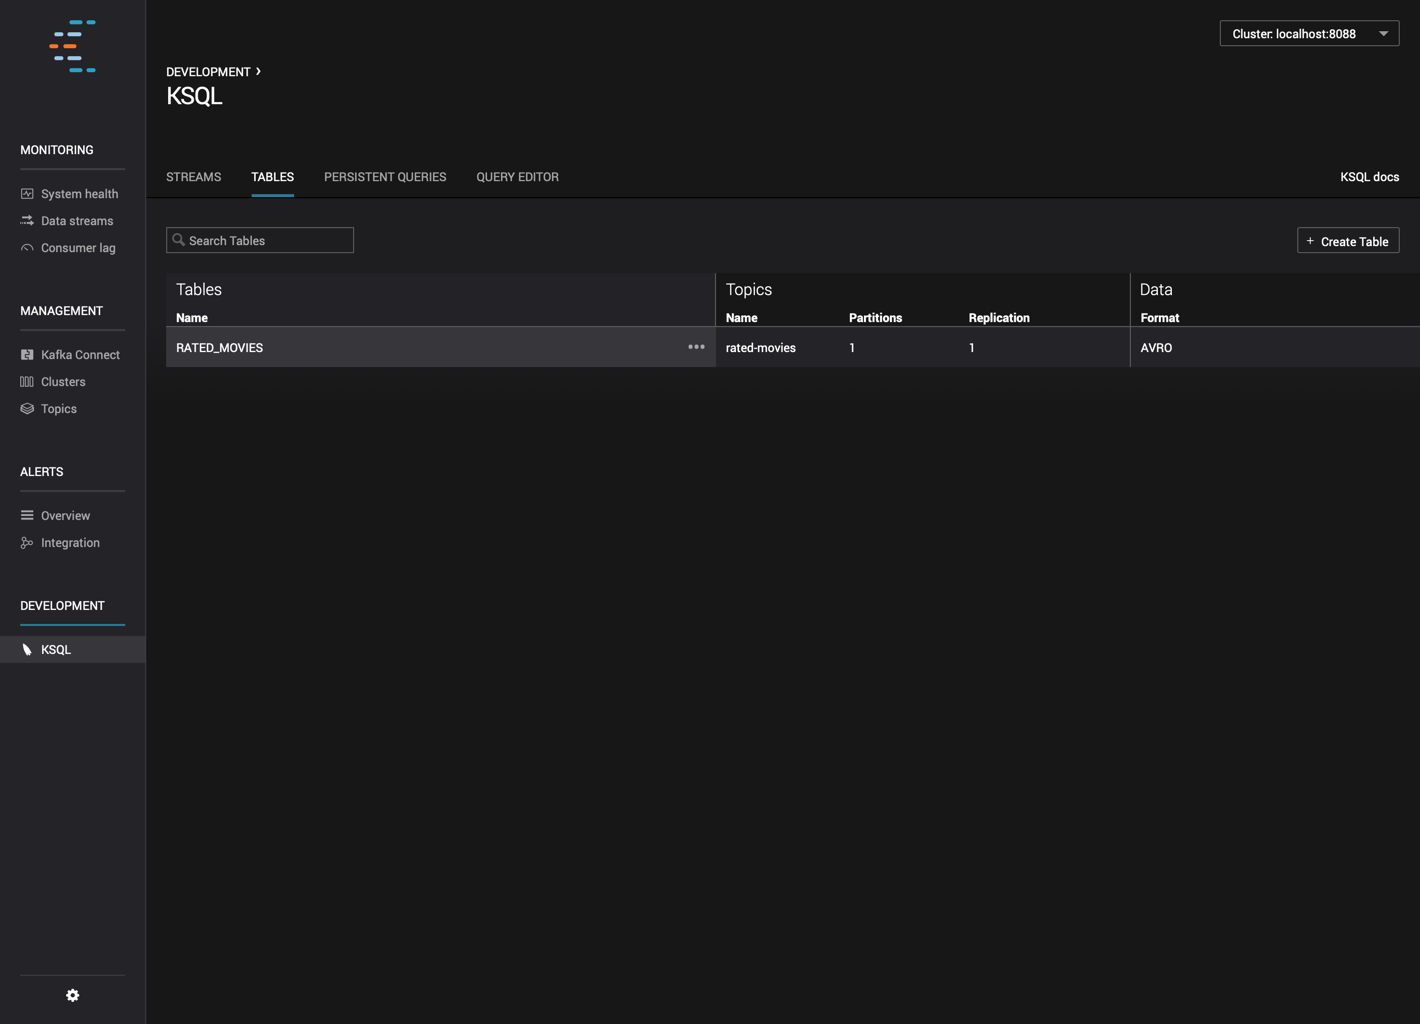 Cluster: localhost:8088
DEVELOPMENT ›
KSQL
MONITORING
System health
Data streams
Consumer lag
MANAGEMENT
Kafka Connect
Clusters
Topics
ALERTS
Overview
Integration
DEVELOPMENT
KSQL
STREAMS TABLES PERSISTENT QUERIES QUERY EDITOR KSQL docs
Search Tables + Create Table
Tables Topics Data
Name Name Partitions Replication Format
RATED_MOVIES ••• rated-movies 1 1 AVRO